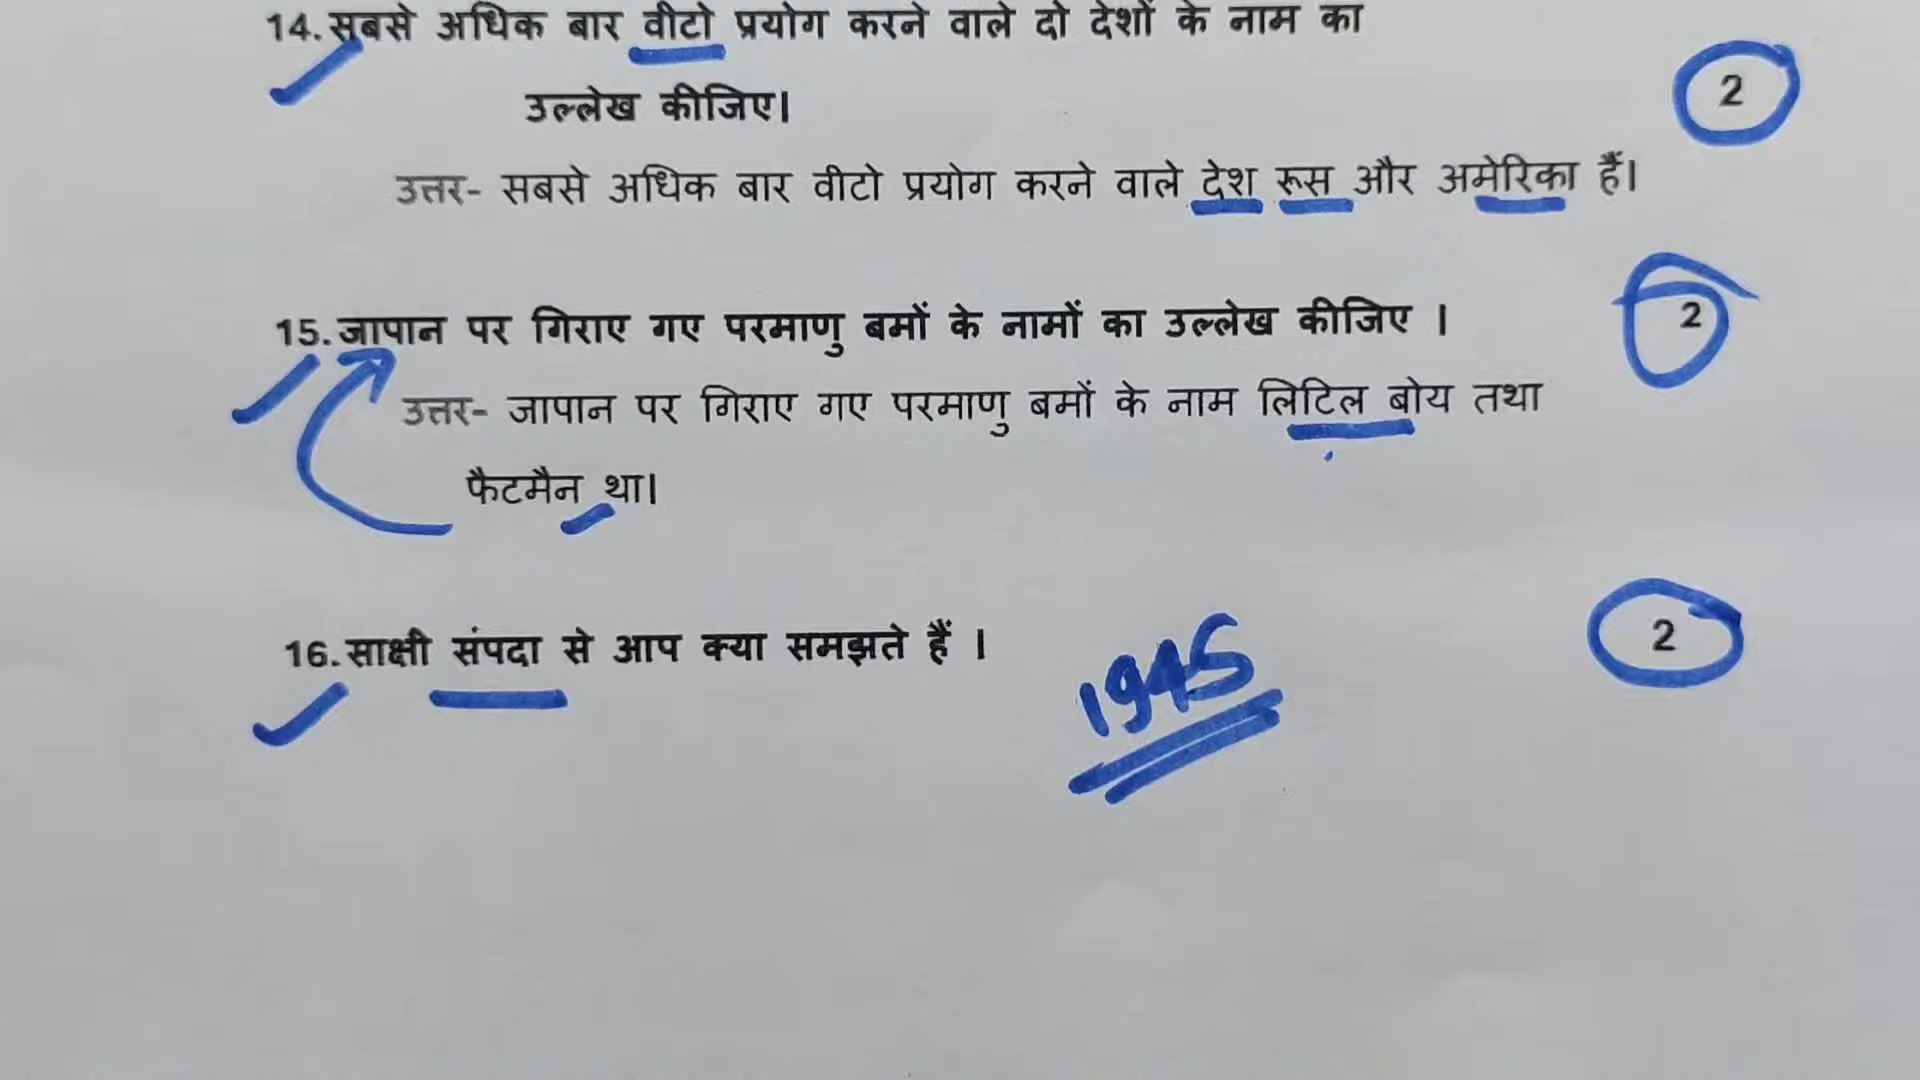 14. सबसे अधिक बार वीटो प्रयोग करने वाले दो देशों के नाम का
उल्लेख कीजिए।
2
उत्तर- सबसे अधिक बार वीटो प्रयोग करने वाले देश रूस और अमेरिका हैं।
15. जापान पर गिराए गए परमाणु बमों के नामों का उल्लेख कीजिए ।
2
उत्तर- जापान पर गिराए गए परमाणु बमों के नाम लिटिल बोय तथा
फैटमैन था।
16. साक्षी संपदा से आप क्या समझते हैं ।
2
1945